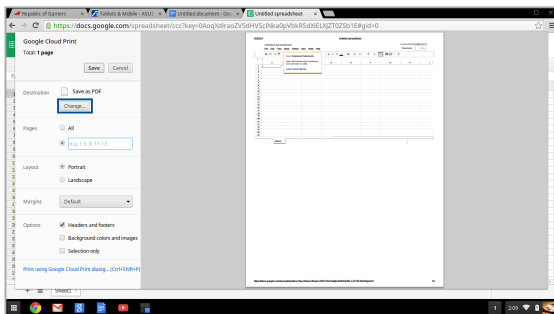 Republic of Gamers
Tablets & Mobile - ASUS
Untitled document - Goo
Untitled spreadsheet
https://docs.google.com/spreadsheet/ccc?key=0AoqXdIraoZV5dHVScINka0pVbkRSdXlELXJZT0Z5b1E#gid=0
Google Cloud Print
Total: 1 page
Save
Cancel
Destination
Save as PDF
Change...
Pages
All
e.g. 1-5, 8, 11-13
Layout
Portrait
Landscape
Margins
Default
Options
Headers and footers
Background colors and images
Selection only
Print using Google Cloud Print dialog... (Ctrl+Shift+P)
Untitled spreadsheet
Sheet1
1
2:09